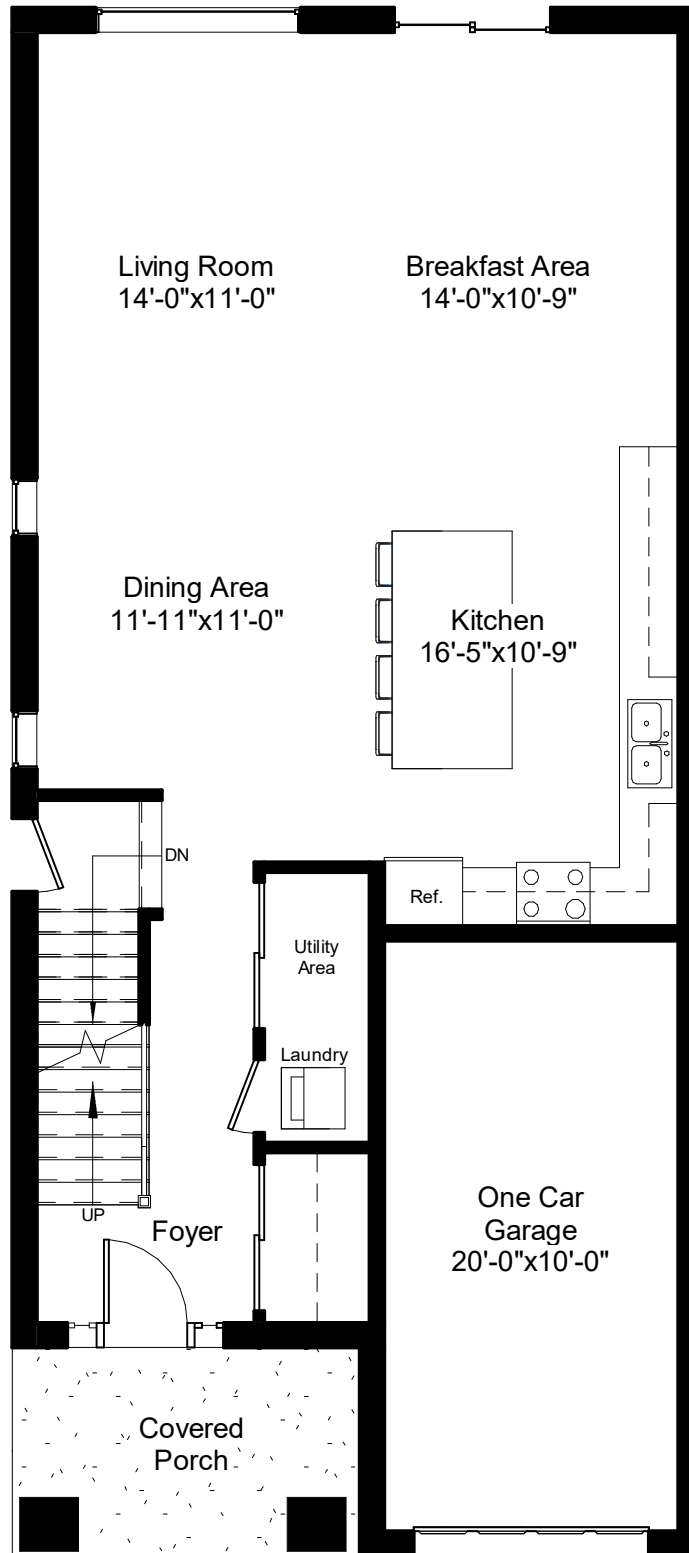 Living Room
14'-0"x11'-0"
Breakfast Area
14'-0"x10'-9"
Dining Area
11'-11"x11'-0"
Kitchen
16'-5"x10'-9"
DN
Ref.
Utility
Area
Laundry
UP
Foyer
One Car
Garage
20'-0"x10'-0"
Covered
Porch